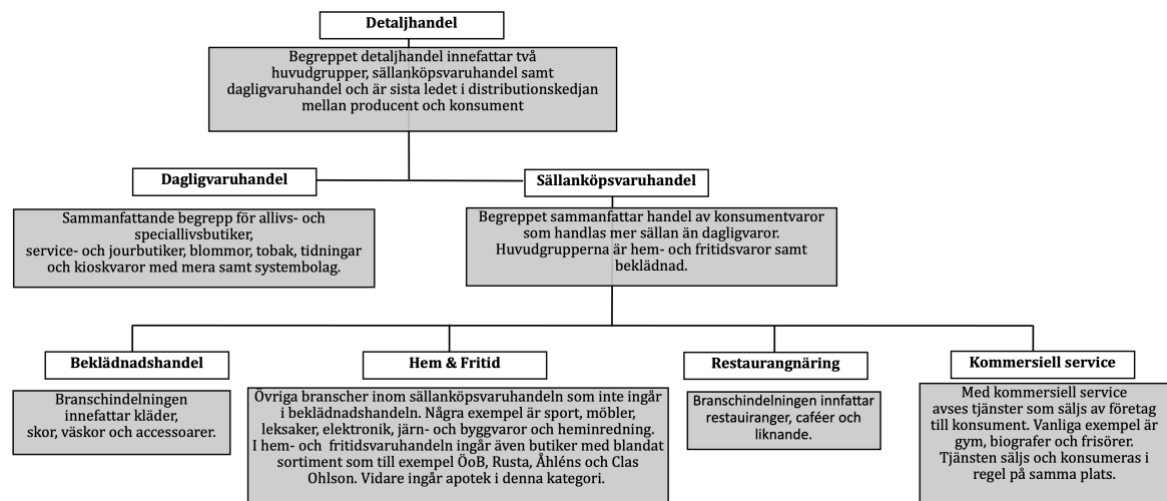 Detaljhandel
Begreppet detaljhandel innefattar två
huvudgrupper, sällanköpsvaruhandel samt
dagligvaruhandel och är sista ledet i distributionskedjan
mellan producent och konsument
Dagligvaruhandel
Sammanfattande begrepp för allivs- och
speciallivsbutiker,
service- och jourbutiker, blommor, tobak, tidningar
och kioskvaror med mera samt systembolag.
Sällanköpsvaruhandel
Begreppet sammanfattar handel av konsumentvaror
som handlas mer sällan än dagligvaror.
Huvudgrupperna är hem- och fritidsvaror samt
beklädnad.
Beklädnadshandel
Branschindelningen
innefattar kläder,
skor, väskor och accessoarer.
Hem & Fritid
Övriga branscher inom sällanköpsvaruhandeln som inte ingår
i beklädnadshandeln. Några exempel är sport, möbler,
leksaker, elektronik, järn- och byggvaror och heminredning.
I hem- och fritidsvaruhandeln ingår även butiker med blandat
sortiment som till exempel ÖoB, Rusta, Åhléns och Clas
Ohlson. Vidare ingår apotek i denna kategori.
Restaurangnäring
Branschindelningen innfattar
restauiranger, caféer och
liknande.
Kommersiell service
Med kommersiell service
avses tjänster som säljs av företag
till konsument. Vanliga exempel är
gym, biografer och frisörer.
Tjänsten säljs och konsumeras i
regel på samma plats.